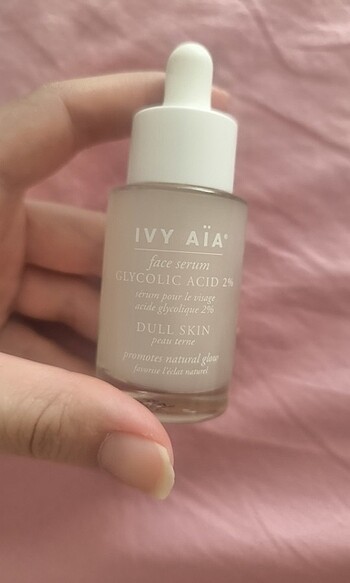 IVY AÏA®
face serum
GLYCOLIC ACID 2%
sérum pour le visage
acide glycolique 2%
DULL SKIN
peau terne
promotes natural glow
favorise l'éclat naturel